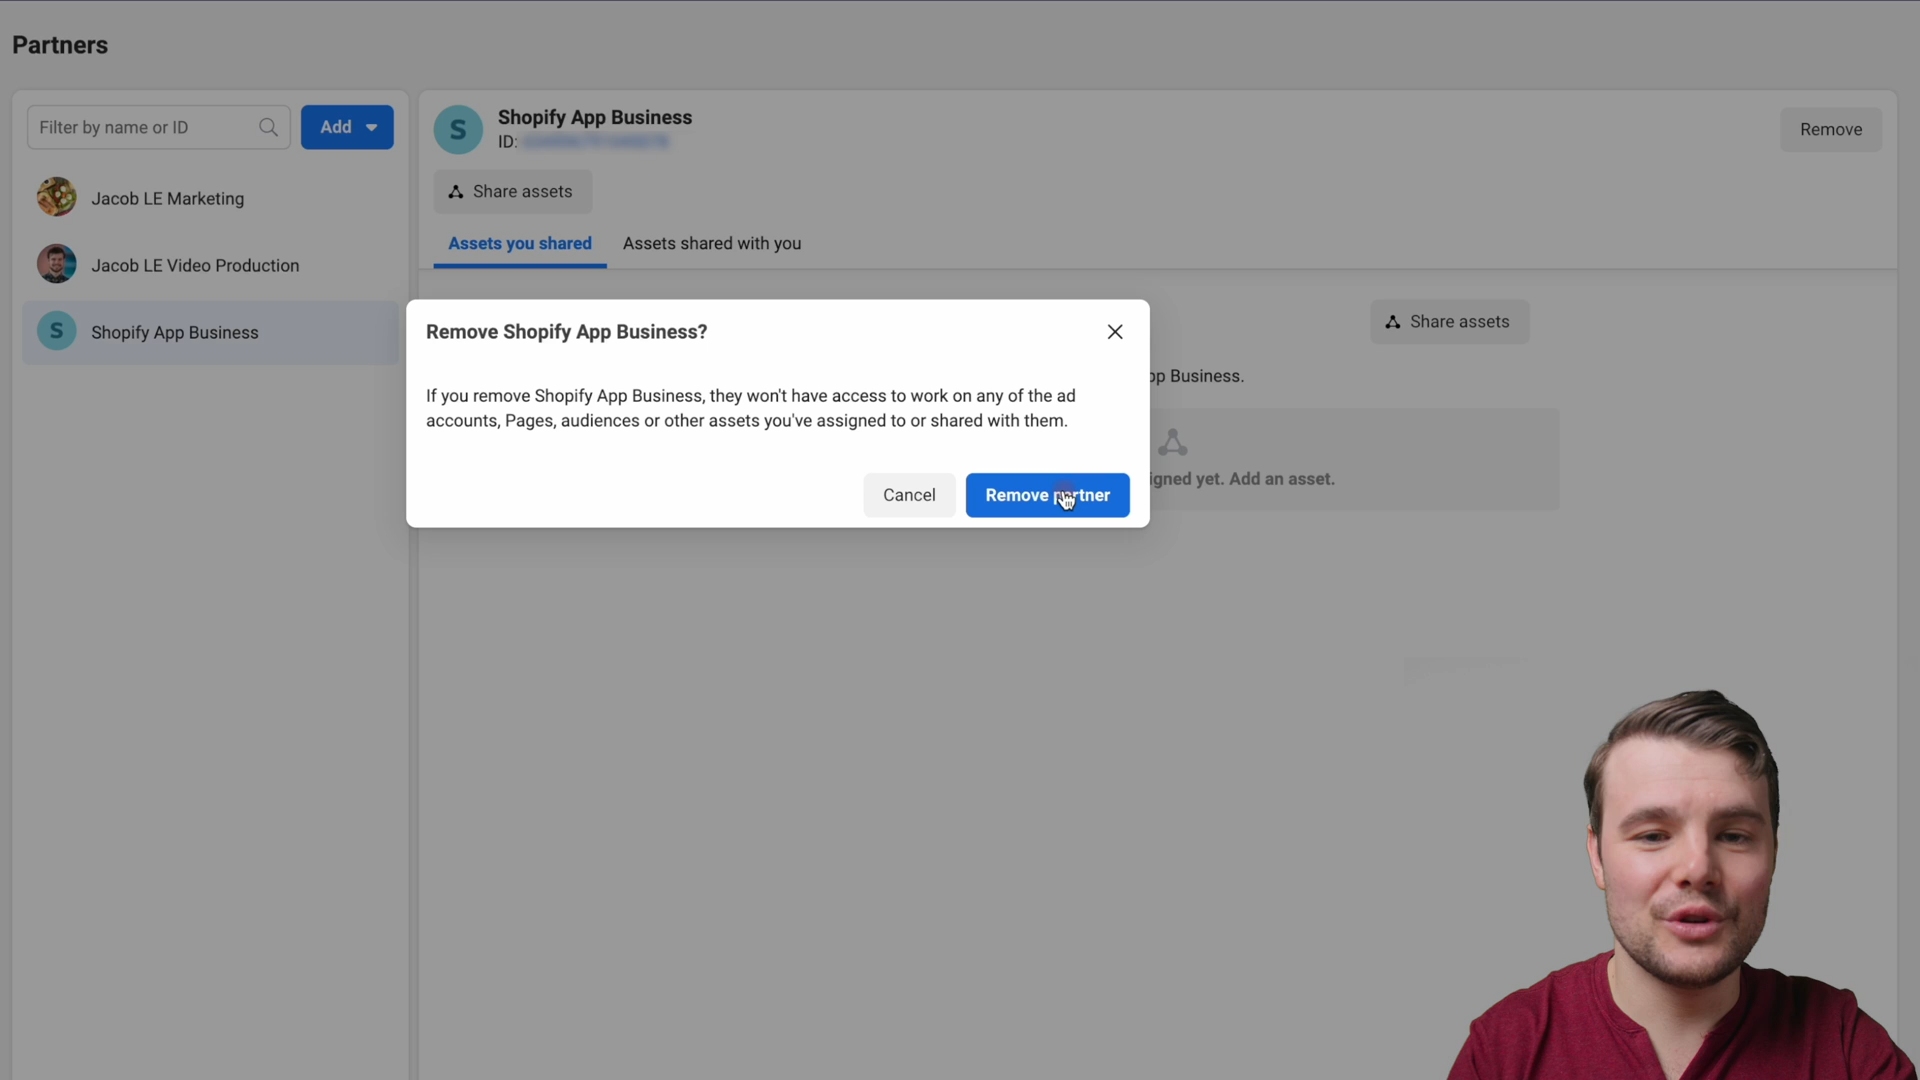 Partners
Filter by name or ID
Add
Jacob LE Marketing
Jacob LE Video Production
S
Shopify App Business
S
Shopify App Business
ID:
Remove
Share assets
Assets you shared
Assets shared with you
Share assets
pp Business.
igned yet. Add an asset.
Remove Shopify App Business?
If you remove Shopify App Business, they won't have access to work on any of the ad
accounts, Pages, audiences or other assets you've assigned to or shared with them.
Cancel
Remove partner